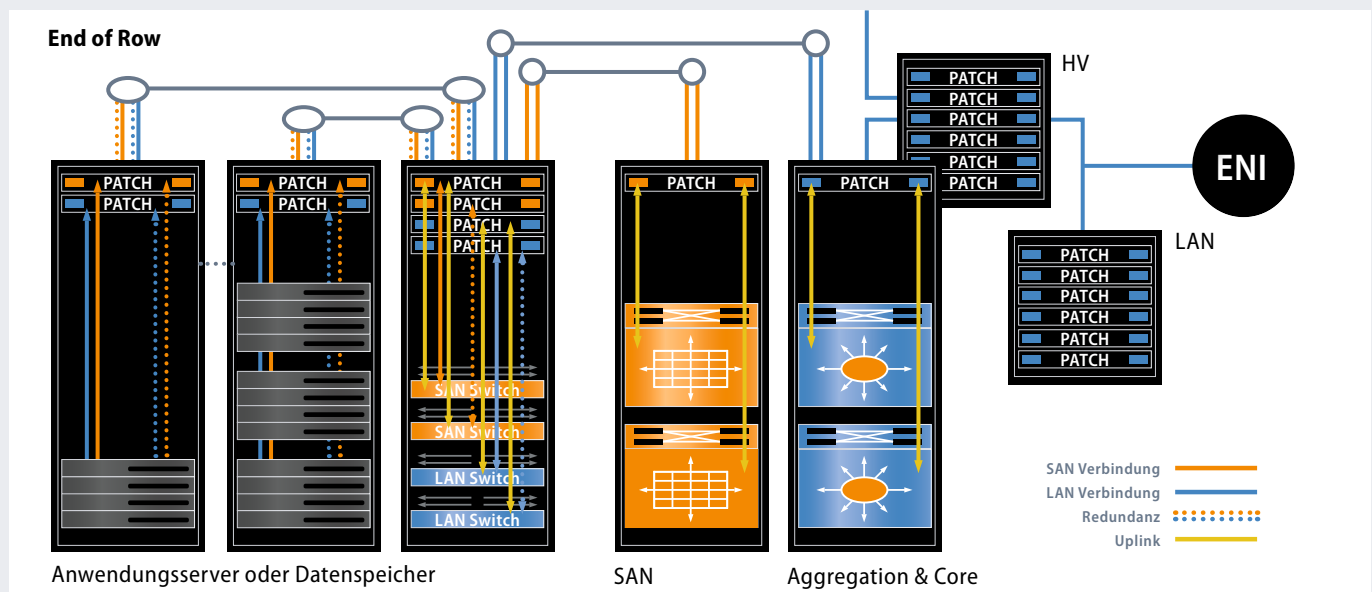 End of Row
PATCH
PATCH
PATCH
PATCH
PATCH
PATCH
PATCH
PATCH
SAN Switch
SAN Switch
LAN Switch
LAN Switch
Anwendungsserver oder Datenspeicher
PATCH
SAN
PATCH
Aggregation & Core
HV
PATCH
PATCH
PATCH
PATCH
PATCH
PATCH
ENI
LAN
PATCH
PATCH
PATCH
PATCH
PATCH
PATCH
SAN Verbindung
LAN Verbindung
Redundanz
Uplink